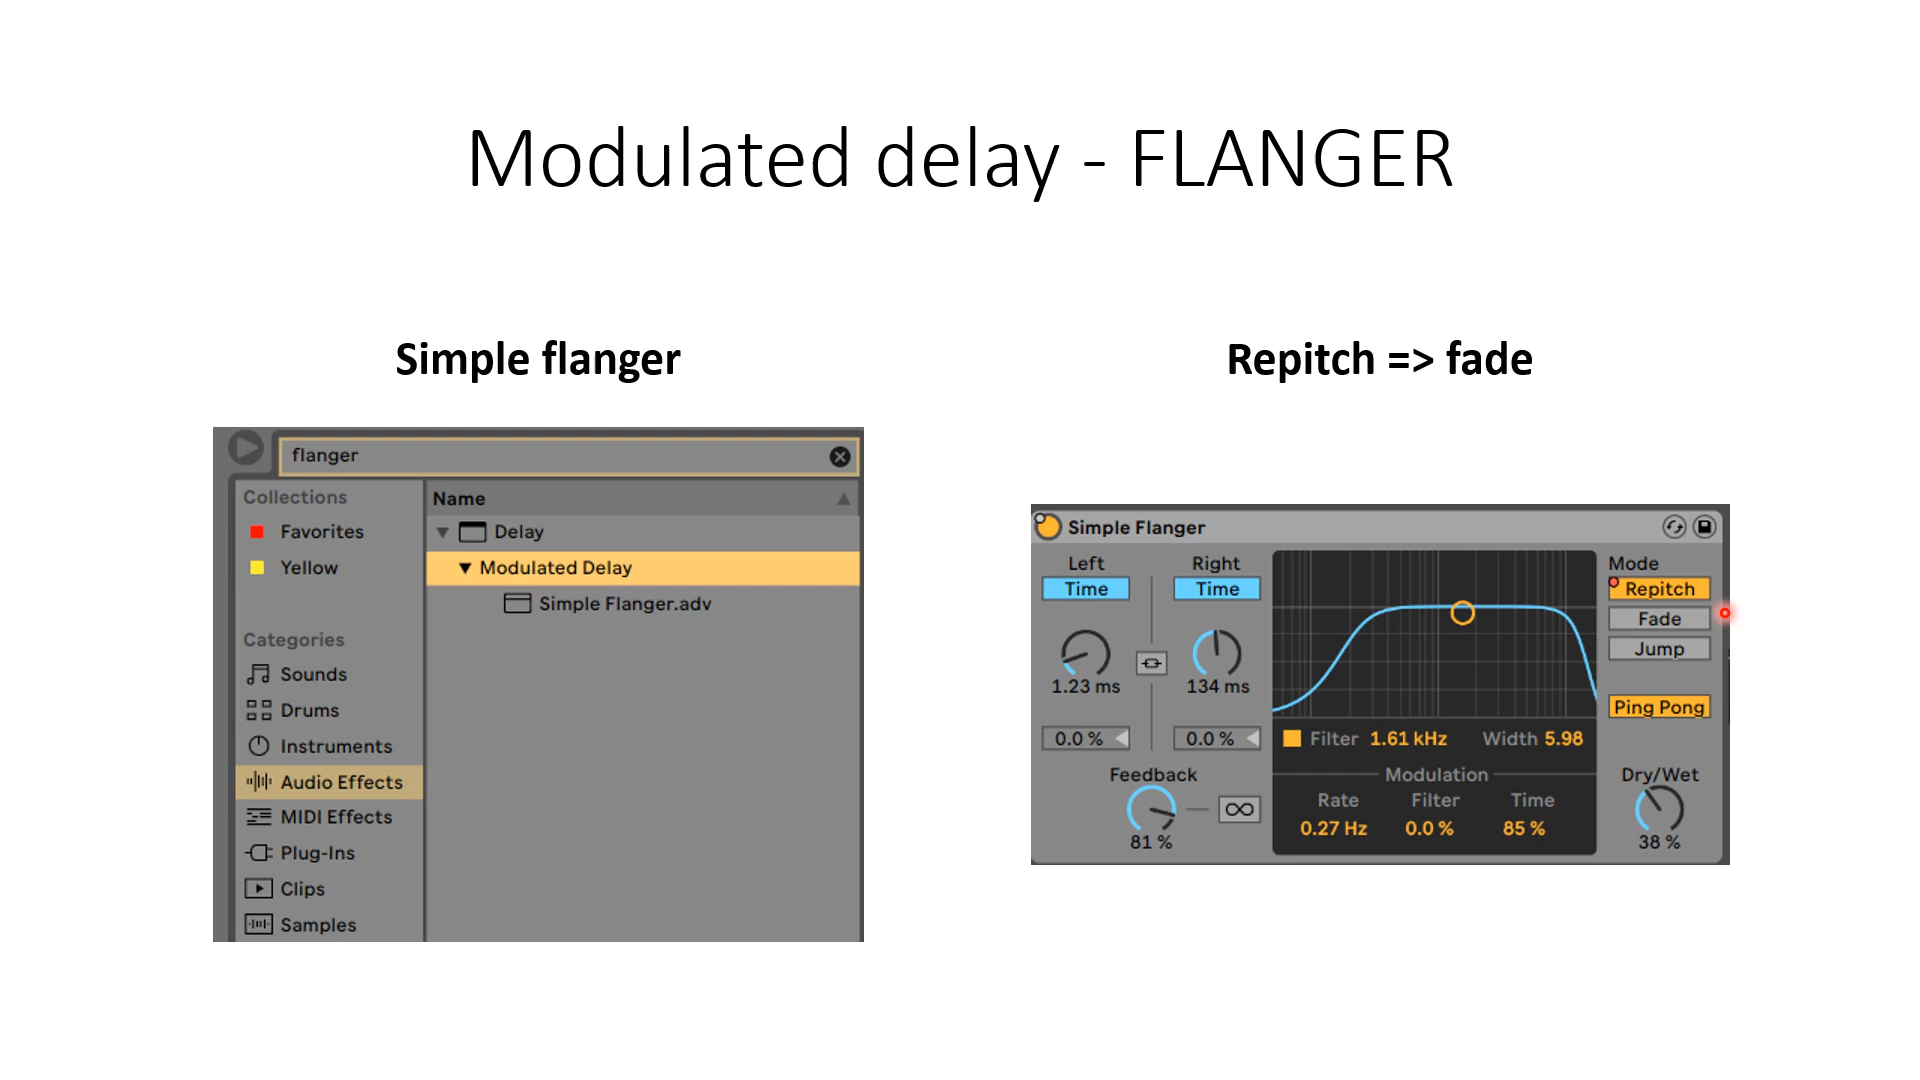 Modulated delay - FLANGER
Simple flanger
flanger
Collections
Favorites
Yellow
Categories
Sounds
Drums
Instruments
Audio Effects
MIDI Effects
Plug-Ins
Clips
Samples
Name
Delay
Modulated Delay
Simple Flanger.adv
Repitch => fade
Simple Flanger
Left
Time
1.23 ms
0.0 %
Right
Time
134 ms
0.0 %
Feedback
81 %
Filter 1.61 kHz Width 5.98
Modulation
Rate Filter Time
0.27 Hz 0.0 % 85 %
Mode
Repitch
Fade
Jump
Ping Pong
Dry/Wet
38 %